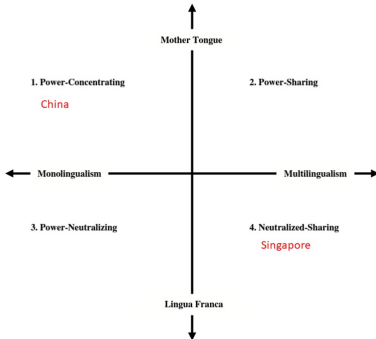 Mother Tongue
1. Power-Concentrating
2. Power-Sharing
China
Monolingualism
Multilingualism
3. Power-Neutralizing
4. Neutralized-Sharing
Singapore
Lingua Franca